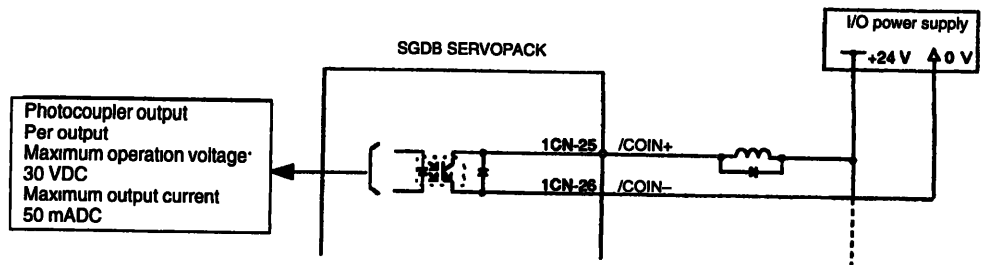 I/O power supply
+24 V 0 V
SGDB SERVOPACK
Photocoupler output
Per output
Maximum operation voltage·
30 VDC
Maximum output current
50 mADC
1CN-25 /COIN+
1CN-26 /COIN–